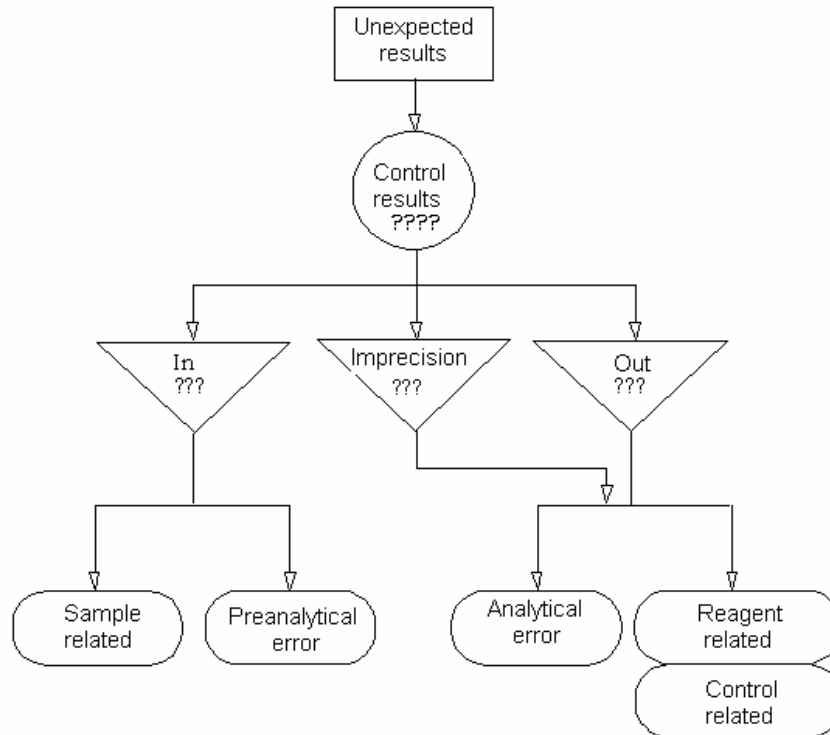 Unexpected
results
Control
results
????
In
???
Imprecision
???
Out
???
Sample
related
Preanalytical
error
Analytical
error
Reagent
related
Control
related